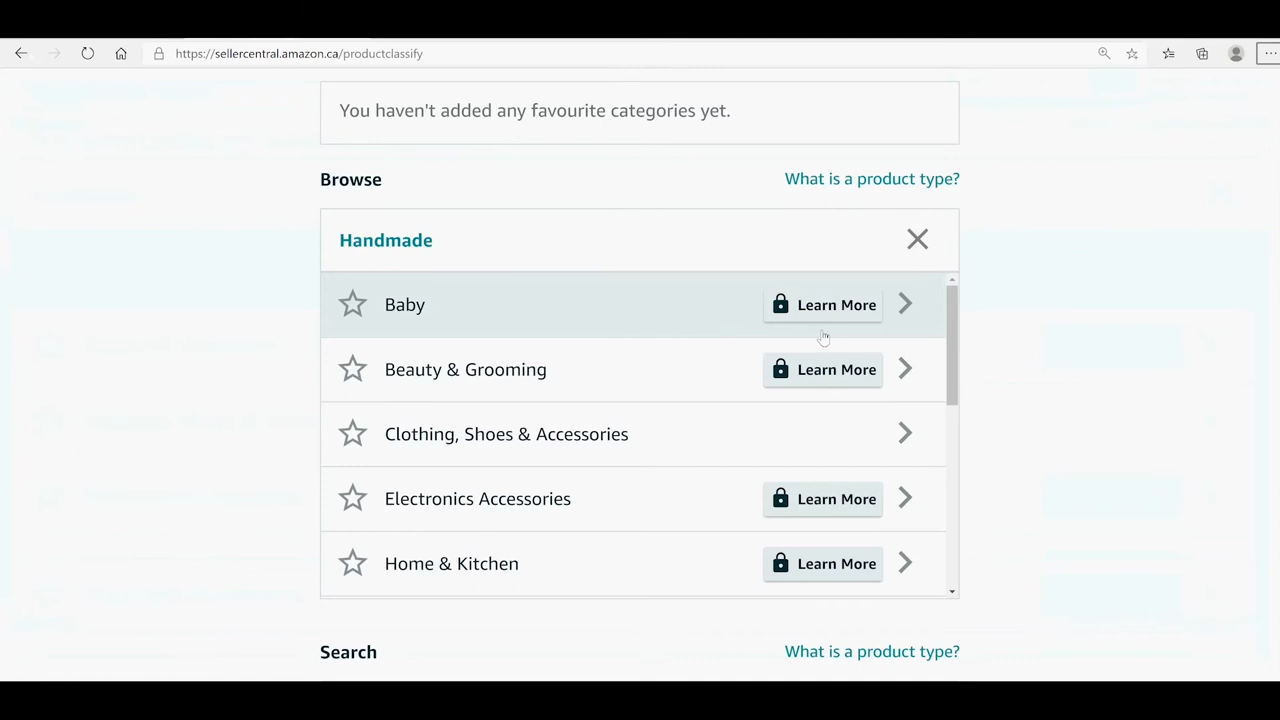 https://sellercentral.amazon.ca/productclassify
You haven't added any favourite categories yet.
Browse
What is a product type?
Handmade
Baby
Learn More
Beauty & Grooming
Learn More
Clothing, Shoes & Accessories
Electronics Accessories
Learn More
Home & Kitchen
Learn More
Search
What is a product type?